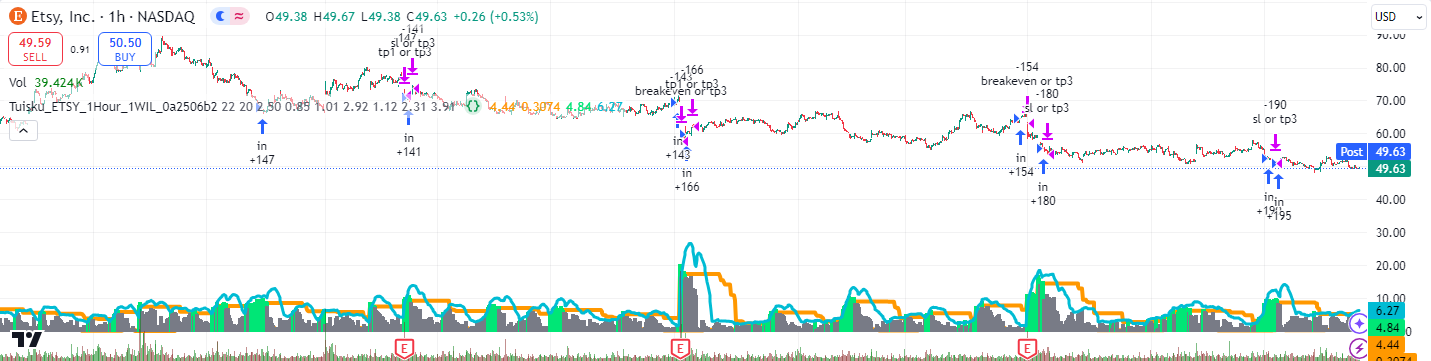 Etsy, Inc. · 1h · NASDAQ
O49.38 H49.67 L49.38 C49.63 +0.26 (+0.53%)
USD
49.59
SELL
0.91
50.50
BUY
Vol 39.424K
Tuisku_ETSY_1Hour_1WIL_0a2506b2 22 20 2.50 0.85 1.01 2.92 1.12 2.31 3.91 {} 4.44 0.3974 4.84 6.27
-141
-147
sl or tp3
tp1 or tp3
in
+147
in
+141
-166
-143
tp1 or tp3
breakeven or tp3
in
+143
in
+166
-154
breakeven or tp3
-180
sl or tp3
in
+154
in
+180
-190
sl or tp3
in
in
+190
+195
90.00
80.00
70.00
60.00
Post 49.63
49.63
40.00
30.00
20.00
10.00
6.27
4.84
4.44
E
E
E